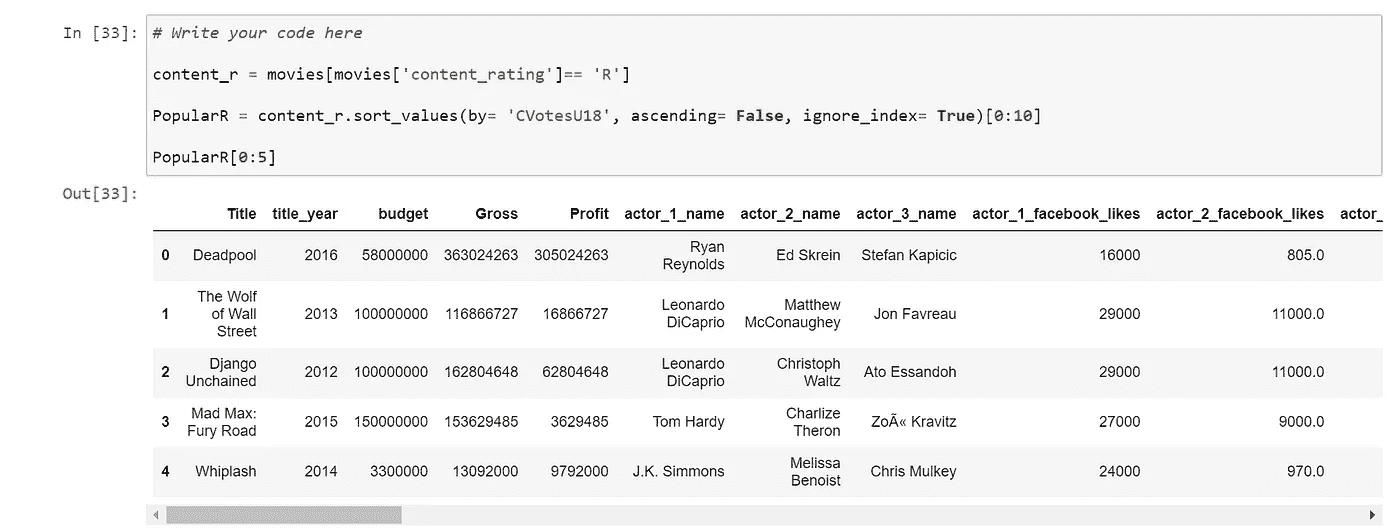 In [33]: # Write your code here
content_r = movies[movies['content_rating']== 'R']
PopularR = content_r.sort_values(by= 'CVotesU18', ascending= False, ignore_index= True)[0:10]
PopularR[0:5]
Out[33]:
Title title_year budget Gross Profit actor_1_name actor_2_name actor_3_name actor_1_facebook_likes actor_2_facebook_likes actor_
0 Deadpool 2016 58000000 363024263 305024263 Ryan Reynolds Ed Skrein Stefan Kapicic 16000 805.0
1 The Wolf of Wall Street 2013 100000000 116866727 16866727 Leonardo DiCaprio Matthew McConaughey Jon Favreau 29000 11000.0
2 Django Unchained 2012 100000000 162804648 62804648 Leonardo DiCaprio Christoph Waltz Ato Essandoh 29000 11000.0
3 Mad Max: Fury Road 2015 150000000 153629485 3629485 Tom Hardy Charlize Theron ZoÃ« Kravitz 27000 9000.0
4 Whiplash 2014 3300000 13092000 9792000 J.K. Simmons Melissa Benoist Chris Mulkey 24000 970.0